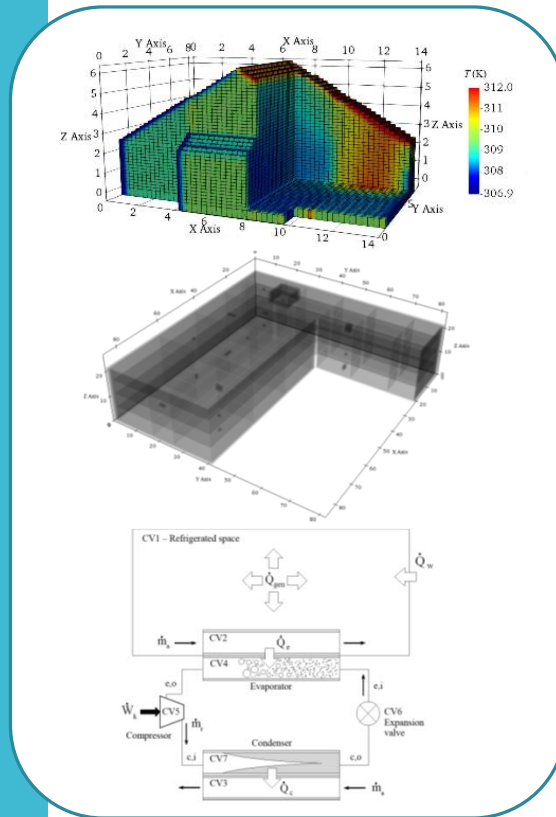 Y Axis X Axis
0 2 4 6 80 2 4 6 8 10 12 14
T (K)
312.0
311
310
309
308
306.9
6
5
4
3
2
1
0
Z Axis
6
5
4
3
2
1
0
Z Axis
0 2 4 6 8 10 14
X Axis
0
5
Y Axis
X Axis
Y Axis
Z Axis
Z Axis
Y Axis
X Axis
CV1 – Refrigerated space
Q̇gen
Q̇w
ṁa
CV2
Q̇e
CV4
Evaporator
e,o
e,i
Ẇk
CV5
Compressor
ṁr
CV6
Expansion
valve
Condenser
c,i
CV7
c,o
CV3
Q̇c
ṁa